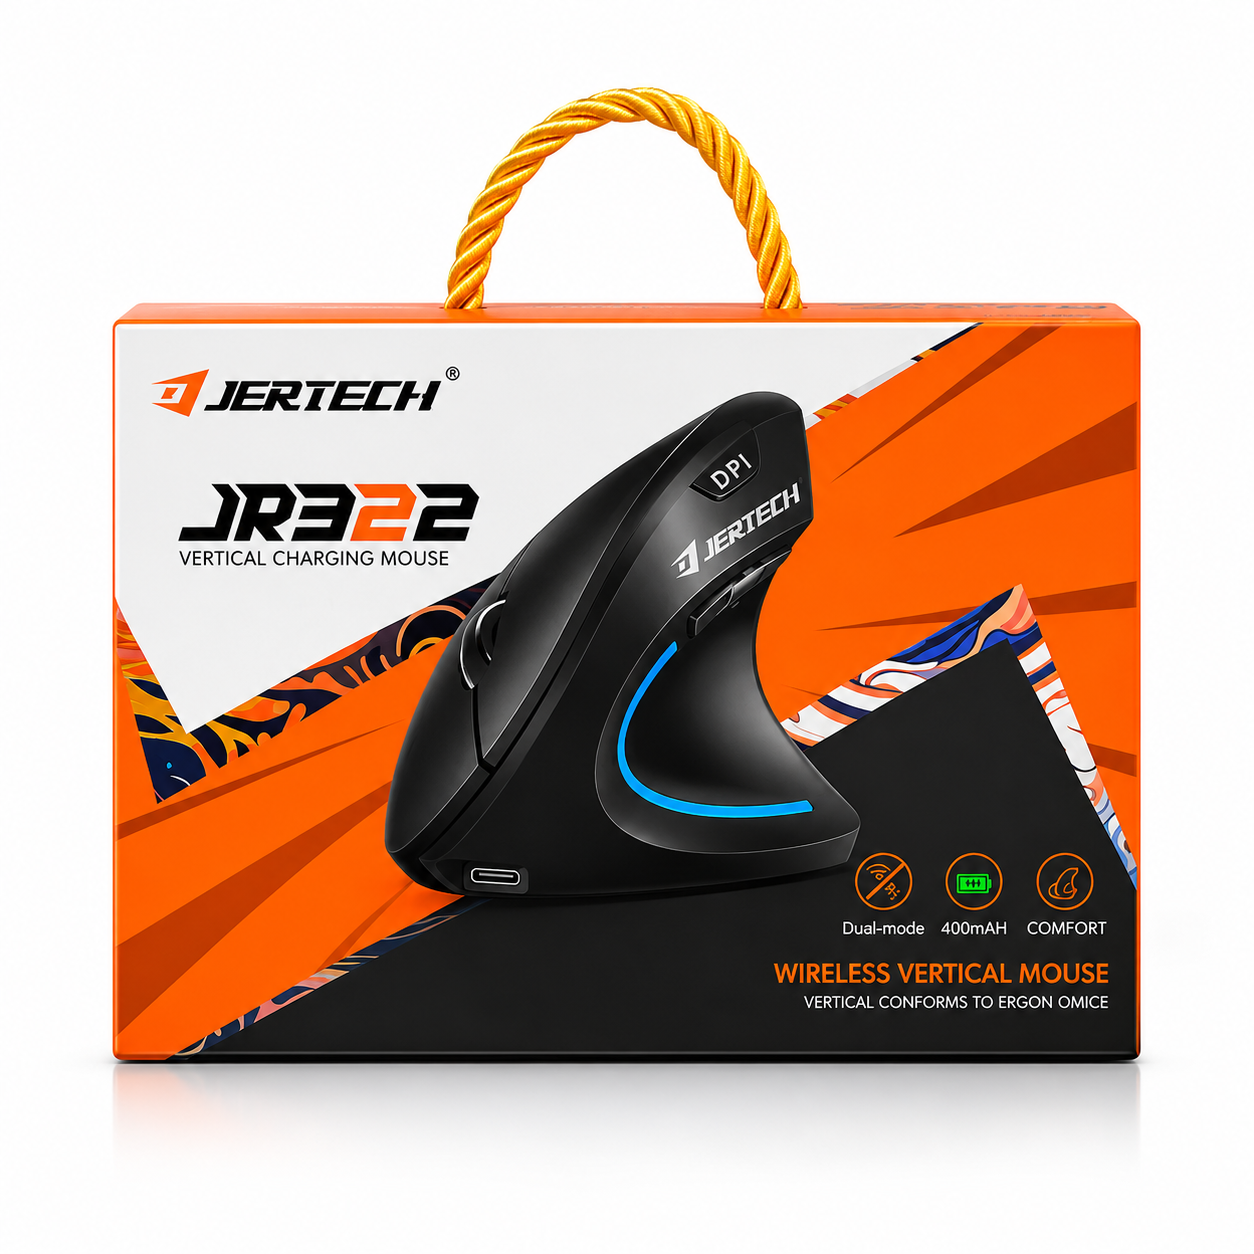 JERTECH®
JR322
VERTICAL CHARGING MOUSE
DPI
JERTECH
Dual-mode 400mAH COMFORT
WIRELESS VERTICAL MOUSE
VERTICAL CONFORMS TO ERGON OMICE